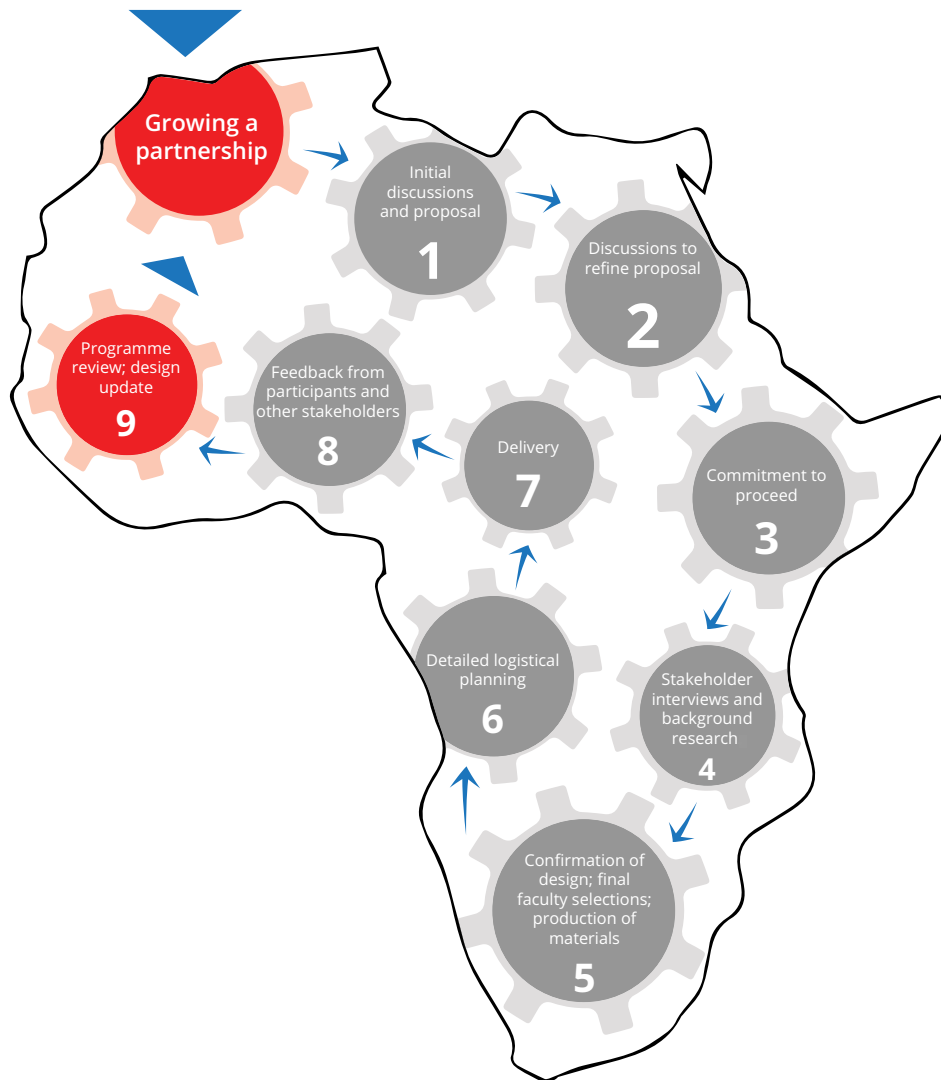 Growing a
partnership
Initial
discussions
and proposal
1
Discussions to
refine proposal
2
Commitment to
proceed
3
Stakeholder
interviews and
background
research
4
Confirmation of
design; final
faculty selections;
production of
materials
5
Detailed logistical
planning
6
Delivery
7
Feedback from
participants and
other stakeholders
8
Programme
review; design
update
9